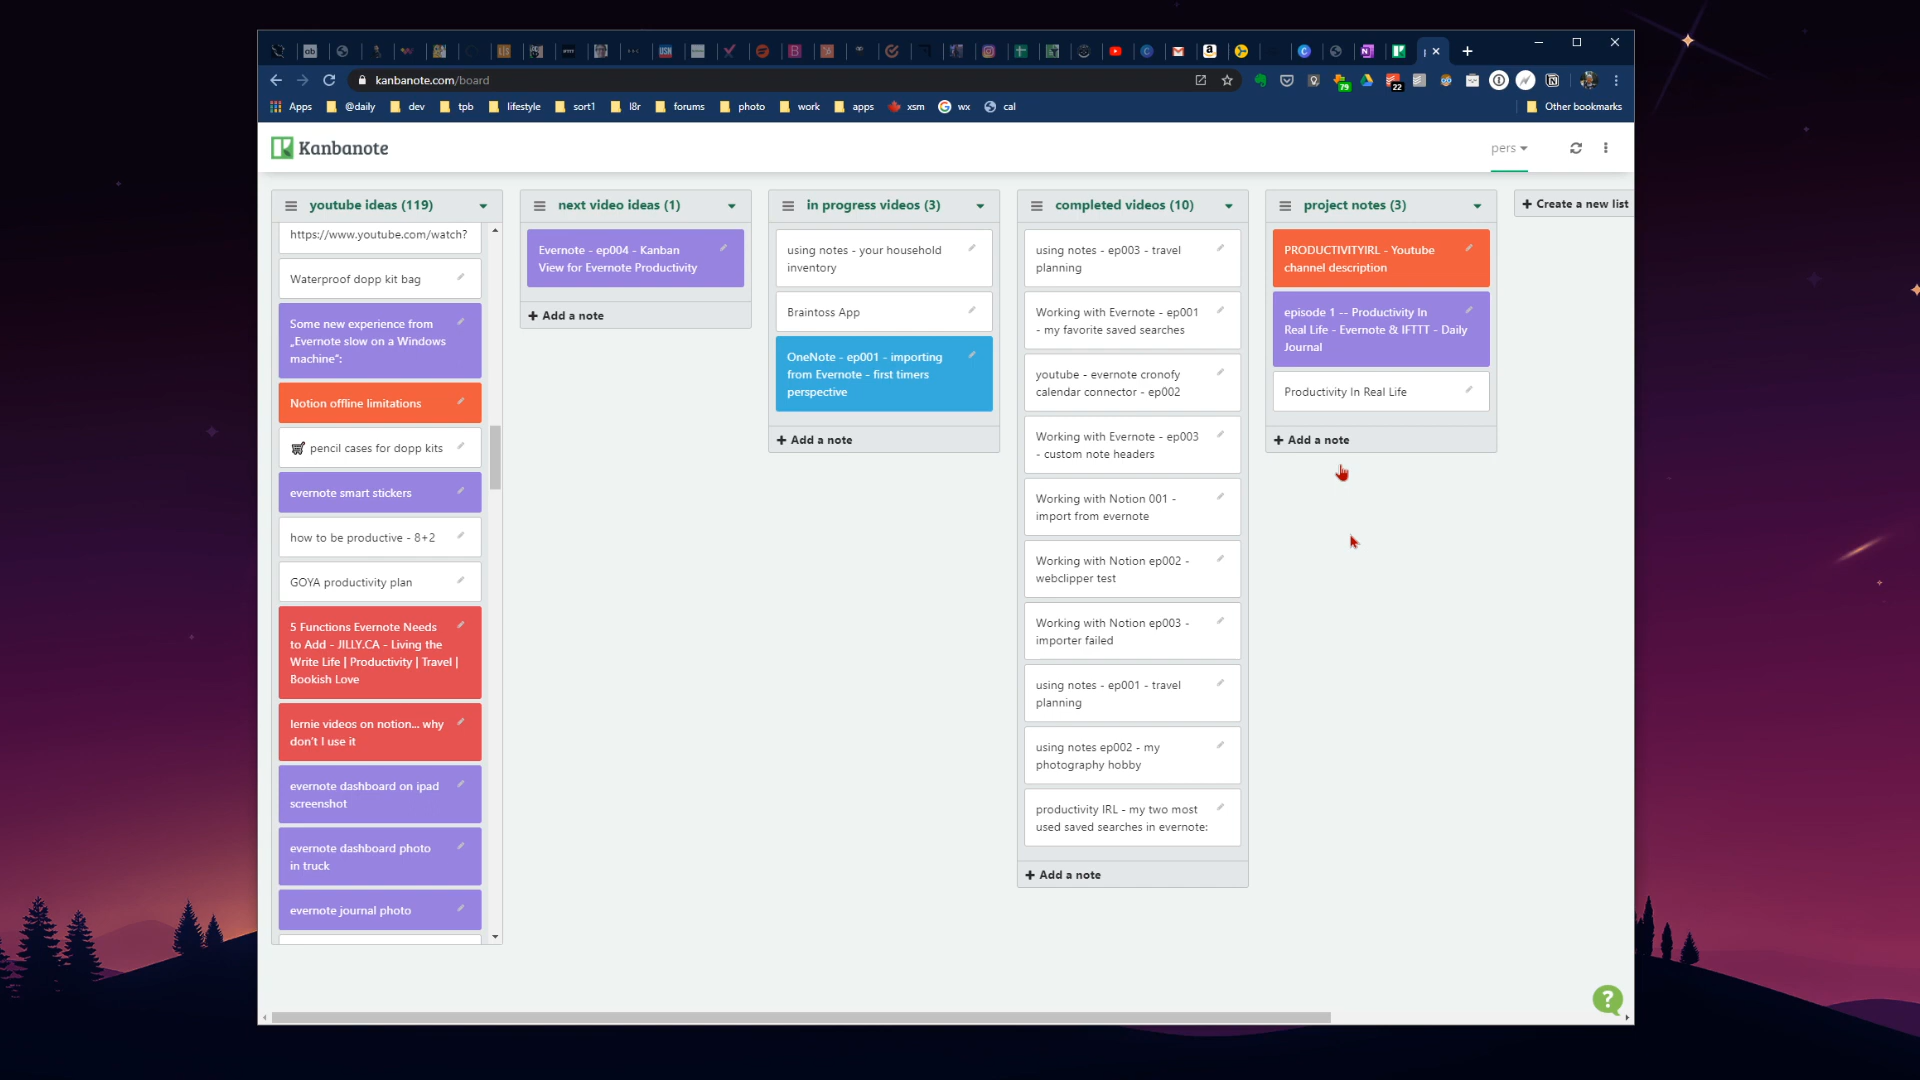 kanbanote.com/board
79
22
Apps @daily dev tpb lifestyle sort1 l8r forums photo work apps xsm wx cal Other bookmarks
Kanbanote
pers
youtube ideas (119)
https://www.youtube.com/watch?
Waterproof dopp kit bag
Some new experience from
„Evernote slow on a Windows
machine“:
Notion offline limitations
pencil cases for dopp kits
evernote smart stickers
how to be productive - 8+2
GOYA productivity plan
5 Functions Evernote Needs
to Add - JILLY.CA - Living the
Write Life | Productivity | Travel |
Bookish Love
lernie videos on notion... why
don't I use it
evernote dashboard on ipad
screenshot
evernote dashboard photo
in truck
evernote journal photo
next video ideas (1)
Evernote - ep004 - Kanban
View for Evernote Productivity
+ Add a note
in progress videos (3)
using notes - your household
inventory
Braintoss App
OneNote - ep001 - importing
from Evernote - first timers
perspective
+ Add a note
completed videos (10)
using notes - ep003 - travel
planning
Working with Evernote - ep001
- my favorite saved searches
youtube - evernote cronofy
calendar connector - ep002
Working with Evernote - ep003
- custom note headers
Working with Notion 001 -
import from evernote
Working with Notion ep002 -
webclipper test
Working with Notion ep003 -
importer failed
using notes - ep001 - travel
planning
using notes ep002 - my
photography hobby
productivity IRL - my two most
used saved searches in evernote:
+ Add a note
project notes (3)
PRODUCTIVITYIRL - Youtube
channel description
episode 1 -- Productivity In
Real Life - Evernote & IFTTT - Daily
Journal
Productivity In Real Life
+ Add a note
+ Create a new list
?